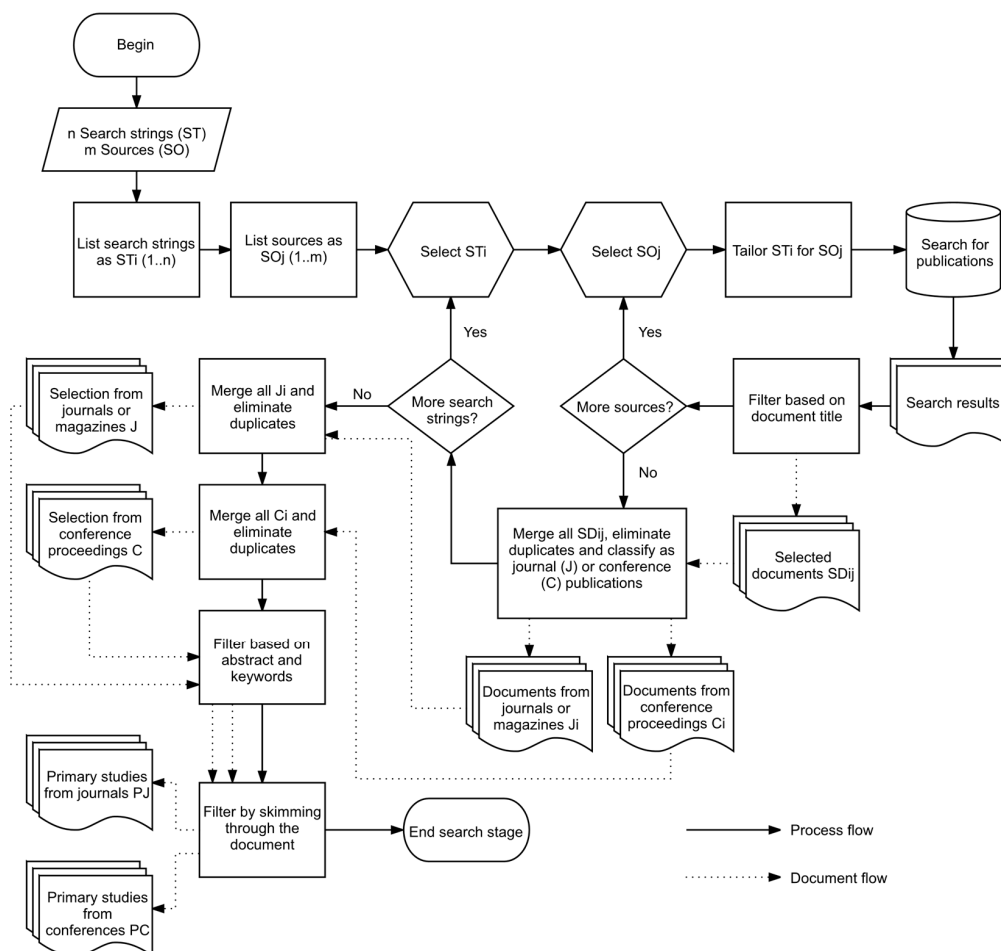 Begin
n Search strings (ST)
m Sources (SO)
List search strings
as STi (1..n)
List sources as
SOj (1..m)
Select STi
Select SOj
Tailor STi for SOj
Search for
publications
Yes
Yes
Selection from
journals or
magazines J
Merge all Ji and
eliminate
duplicates
No
More search
strings?
More sources?
Filter based on
document title
Search results
No
Selection from
conference
proceedings C
Merge all Ci and
eliminate
duplicates
Merge all SDij, eliminate
duplicates and classify as
journal (J) or conference
(C) publications
Selected
documents SDij
Filter based on
abstract and
keywords
Documents from
journals or
magazines Ji
Documents from
conference
proceedings Ci
Primary studies
from journals PJ
Filter by skimming
through the
document
End search stage
Process flow
Document flow
Primary studies
from
conferences PC